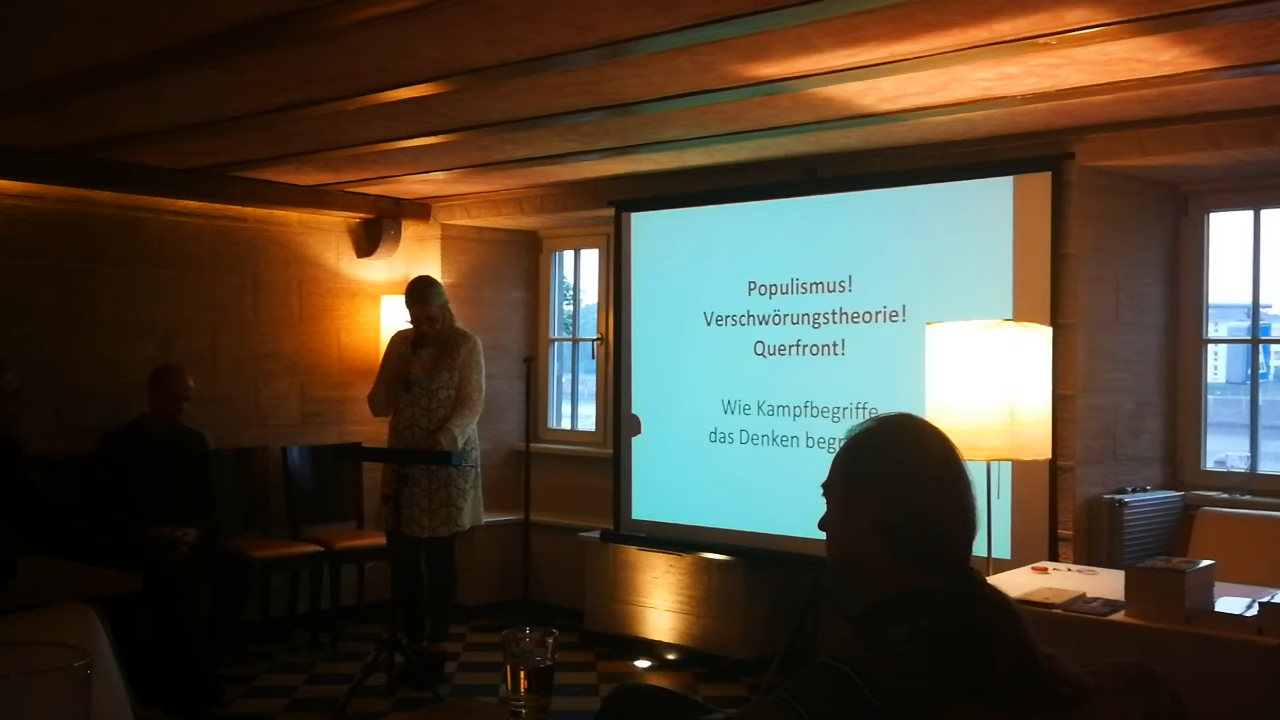 Populismus!
Verschwörungstheorie!
Querfront!
Wie Kampfbegriffe
das Denken